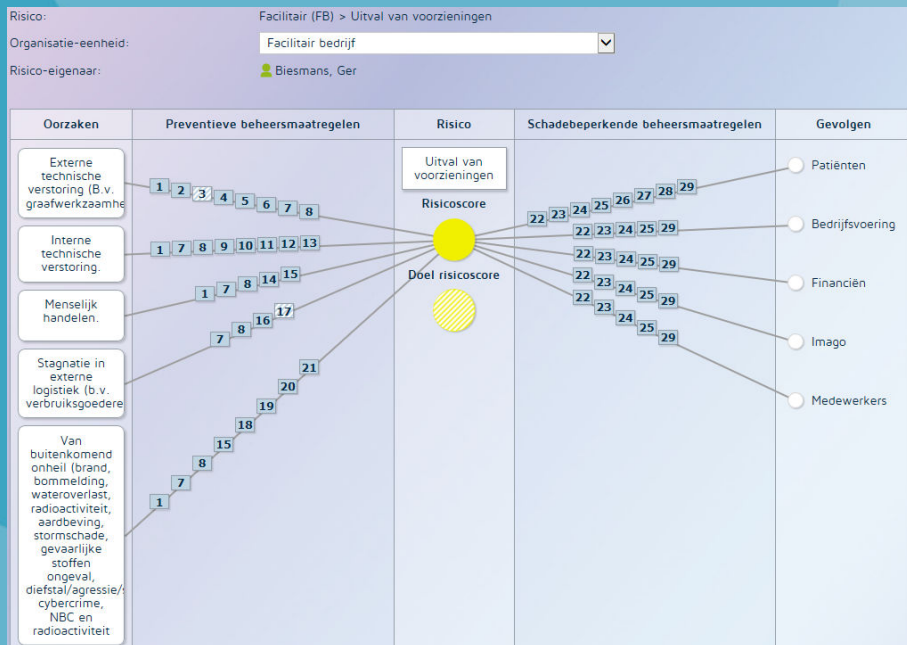 Risico: Facilitair (FB) > Uitval van voorzieningen
Organisatie-eenheid: Facilitair bedrijf
Risico-eigenaar: Biesmans, Ger
Oorzaken Preventieve beheersmaatregelen Risico Schadebeperkende beheersmaatregelen Gevolgen
Externe
technische
verstoring (B.v.
graafwerkzaamhe
Interne
technische
verstoring.
Menselijk
handelen.
Stagnatie in
externe
logistiek (b.v.
verbruiksgoedere
Van
buitenkomend
onheil (brand,
bommelding,
wateroverlast,
radioactiviteit,
aardbeving,
stormschade,
gevaarlijke
stoffen
ongeval,
diefstal/agressie/s
cybercrime,
NBC en
radioactiviteit
1 2 3 4 5 6 7 8
1 7 8 9 10 11 12 13
1 7 8 14 15
7 8 16 17
1 7 8 15 18 19 20 21
Uitval van
voorzieningen
Risicoscore
Doel risicoscore
22 23 24 25 26 27 28 29
22 23 24 25 29
22 23 24 25 29
22 23 24 25 29
22 23 24 25 29
Patiënten
Bedrijfsvoering
Financiën
Imago
Medewerkers